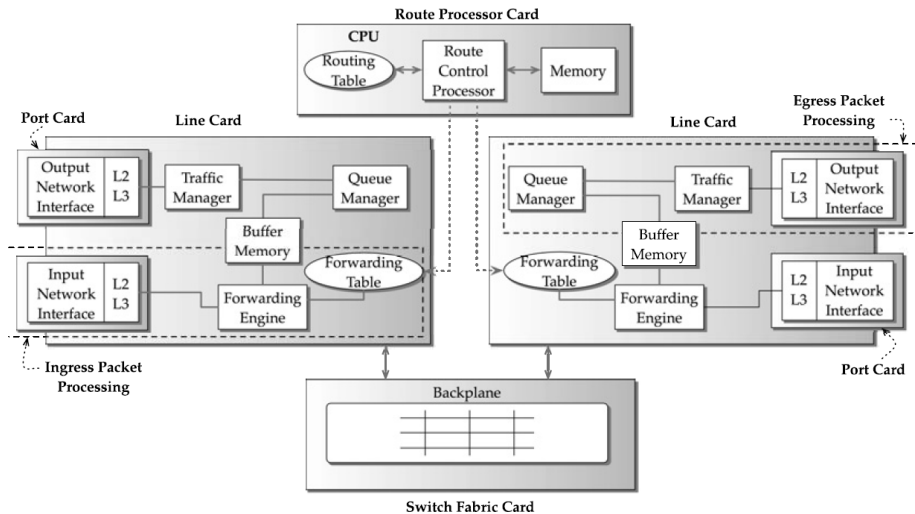 Route Processor Card
CPU
Routing
Table
Route
Control
Processor
Memory
Port Card
Line Card
Line Card
Egress Packet
Processing
Output
Network
Interface
L2
L3
Traffic
Manager
Queue
Manager
Buffer
Memory
Input
Network
Interface
L2
L3
Forwarding
Engine
Forwarding
Table
Queue
Manager
Traffic
Manager
L2
L3
Output
Network
Interface
Buffer
Memory
Forwarding
Table
Forwarding
Engine
L2
L3
Input
Network
Interface
Ingress Packet
Processing
Port Card
Backplane
Switch Fabric Card